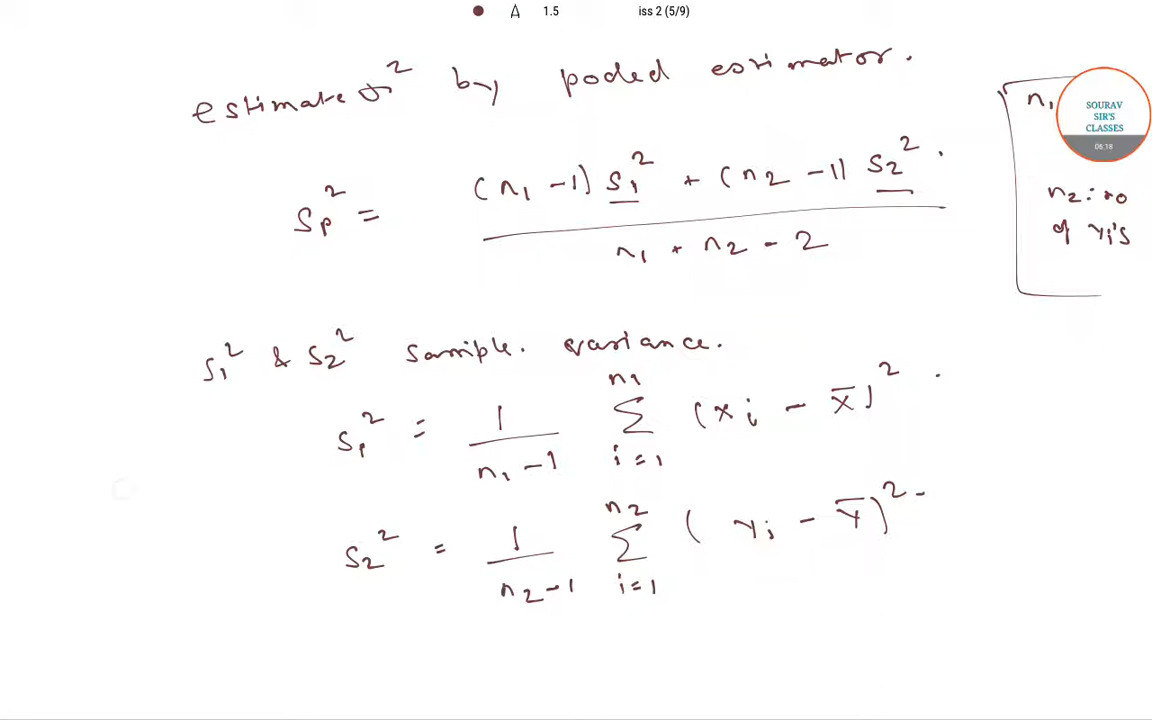 1.5 iss 2 (5/9)
estimate σ² by pooled estimator.
n₁
SOURAV
SIR'S
CLASSES
06:16
Sp² = ((n₁ -1) S₁² + (n₂ -1) S₂²) / (n₁ + n₂ - 2)
n₂: no
of Yi's
S₁² & S₂² sample. variance.
S₁² = 1/(n₁ -1) Σ_{i=1}^{n₁} (xi - x̄)²
S₂² = 1/(n₂ -1) Σ_{i=1}^{n₂} (Yi - Ȳ)²